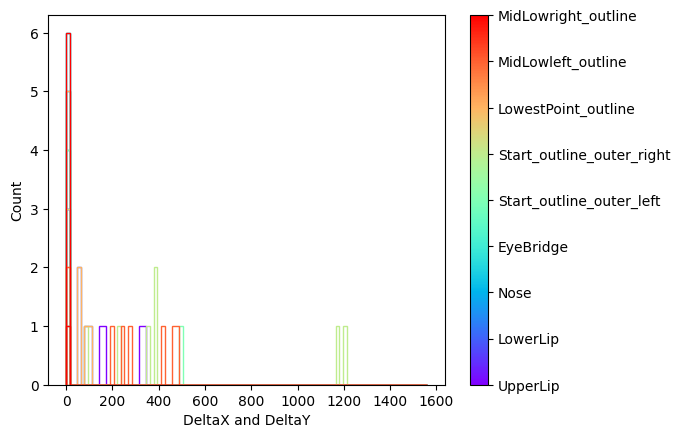 6
5
4
3
2
1
0
Count
0
200
400
600
800
1000
1200
1400
1600
DeltaX and DeltaY
MidLowright_outline
MidLowleft_outline
LowestPoint_outline
Start_outline_outer_right
Start_outline_outer_left
EyeBridge
Nose
LowerLip
UpperLip